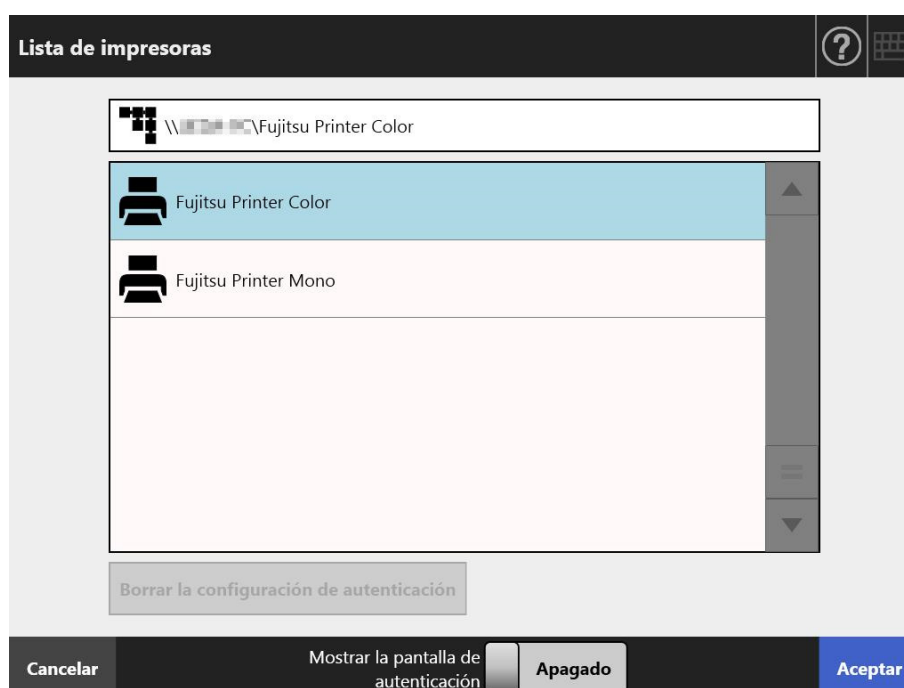 Lista de impresoras
?
\\ \Fujitsu Printer Color
Fujitsu Printer Color
Fujitsu Printer Mono
Borrar la configuración de autenticación
Cancelar
Mostrar la pantalla de
autenticación
Apagado
Aceptar